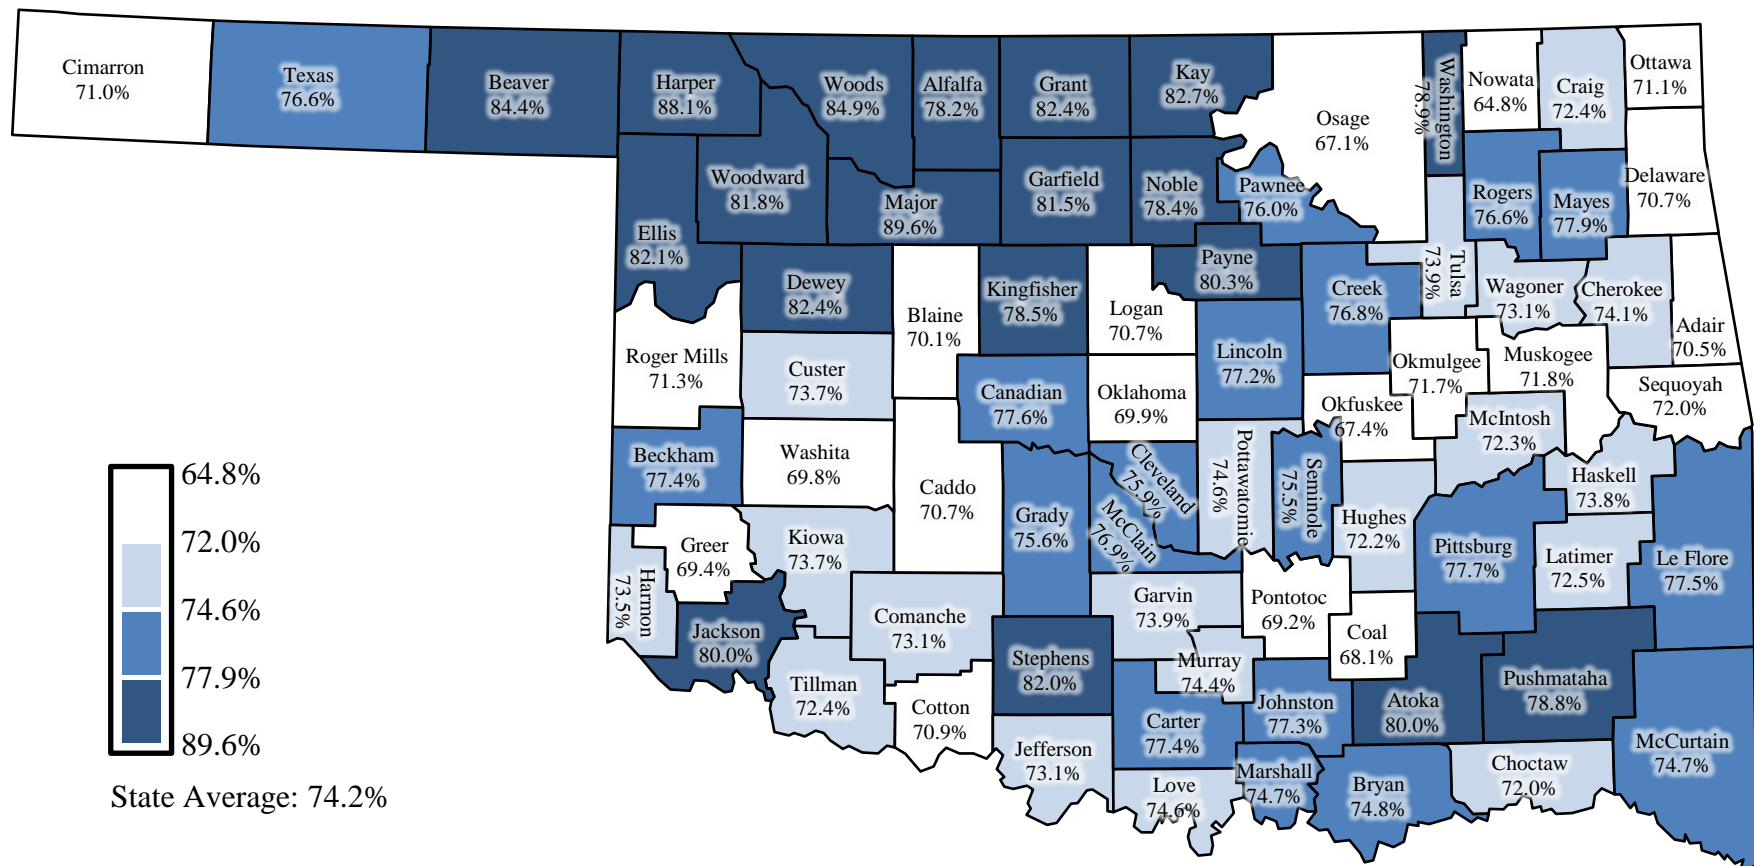 Cimarron
71.0%
Texas
76.6%
Beaver
84.4%
Harper
88.1%
Woods
84.9%
Alfalfa
78.2%
Grant
82.4%
Kay
82.7%
Osage
67.1%
Washington
78.9%
Nowata
64.8%
Craig
72.4%
Ottawa
71.1%
Ellis
82.1%
Woodward
81.8%
Major
89.6%
Garfield
81.5%
Noble
78.4%
Pawnee
76.0%
Rogers
76.6%
Mayes
77.9%
Delaware
70.7%
Dewey
82.4%
Blaine
70.1%
Kingfisher
78.5%
Logan
70.7%
Payne
80.3%
Creek
76.8%
Tulsa
73.9%
Wagoner
73.1%
Cherokee
74.1%
Adair
70.5%
Roger Mills
71.3%
Custer
73.7%
Canadian
77.6%
Oklahoma
69.9%
Lincoln
77.2%
Okfuskee
67.4%
Okmulgee
71.7%
Muskogee
71.8%
Sequoyah
72.0%
Beckham
77.4%
Washita
69.8%
Caddo
70.7%
Grady
75.6%
Cleveland
75.9%
McClain
76.9%
Pottawatomie
74.6%
Seminole
75.5%
Hughes
72.2%
McIntosh
72.3%
Haskell
73.8%
Pittsburg
77.7%
Latimer
72.5%
Le Flore
77.5%
Harmon
73.5%
Greer
69.4%
Kiowa
73.7%
Jackson
80.0%
Comanche
73.1%
Tillman
72.4%
Cotton
70.9%
Stephens
82.0%
Jefferson
73.1%
Garvin
73.9%
Murray
74.4%
Carter
77.4%
Love
74.6%
Pontotoc
69.2%
Coal
68.1%
Johnston
77.3%
Marshall
74.7%
Atoka
80.0%
Bryan
74.8%
Pushmataha
78.8%
Choctaw
72.0%
McCurtain
74.7%
64.8%
72.0%
74.6%
77.9%
89.6%
State Average: 74.2%